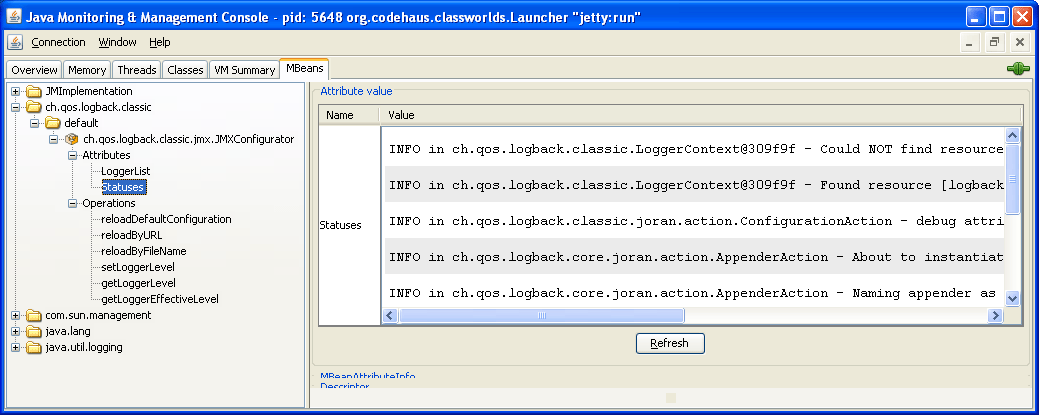 Java Monitoring & Management Console - pid: 5648 org.codehaus.classworlds.Launcher "jetty:run"
Connection Window Help
Overview Memory Threads Classes VM Summary MBeans
JMImplementation
ch.qos.logback.classic
default
ch.qos.logback.classic.jmx.JMXConfigurator
Attributes
LoggerList
Statuses
Operations
reloadDefaultConfiguration
reloadByURL
reloadByFileName
setLoggerLevel
getLoggerLevel
getLoggerEffectiveLevel
com.sun.management
java.lang
java.util.logging
Attribute value
Name Value
Statuses
INFO in ch.qos.logback.classic.LoggerContext@309f9f - Could NOT find resource
INFO in ch.qos.logback.classic.LoggerContext@309f9f - Found resource [logback
INFO in ch.qos.logback.classic.joran.action.ConfigurationAction - debug attri
INFO in ch.qos.logback.core.joran.action.AppenderAction - About to instantiat
INFO in ch.qos.logback.core.joran.action.AppenderAction - Naming appender as
Refresh
MBeanAttributeInfo
Descriptor